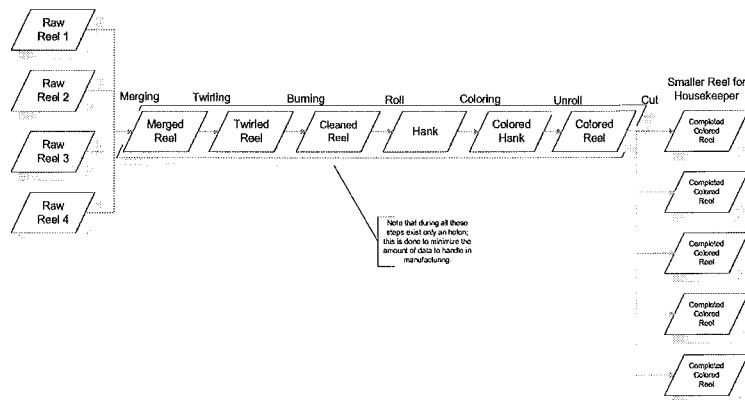 Raw
Reel 1
Raw
Reel 2
Raw
Reel 3
Raw
Reel 4
Merging
Twirling
Burning
Roll
Coloring
Unroll
Cut
Merged
Reel
Twirled
Reel
Cleaned
Reel
Hank
Colored
Hank
Colored
Reel
Note that during all these
steps exist only an holon;
this is done to minimize the
amount of data to handle in
manufacturing.
Smaller Reel for
Housekeeper
Completed
Colored
Reel
Completed
Colored
Reel
Completed
Colored
Reel
Completed
Colored
Reel
Completed
Colored
Reel